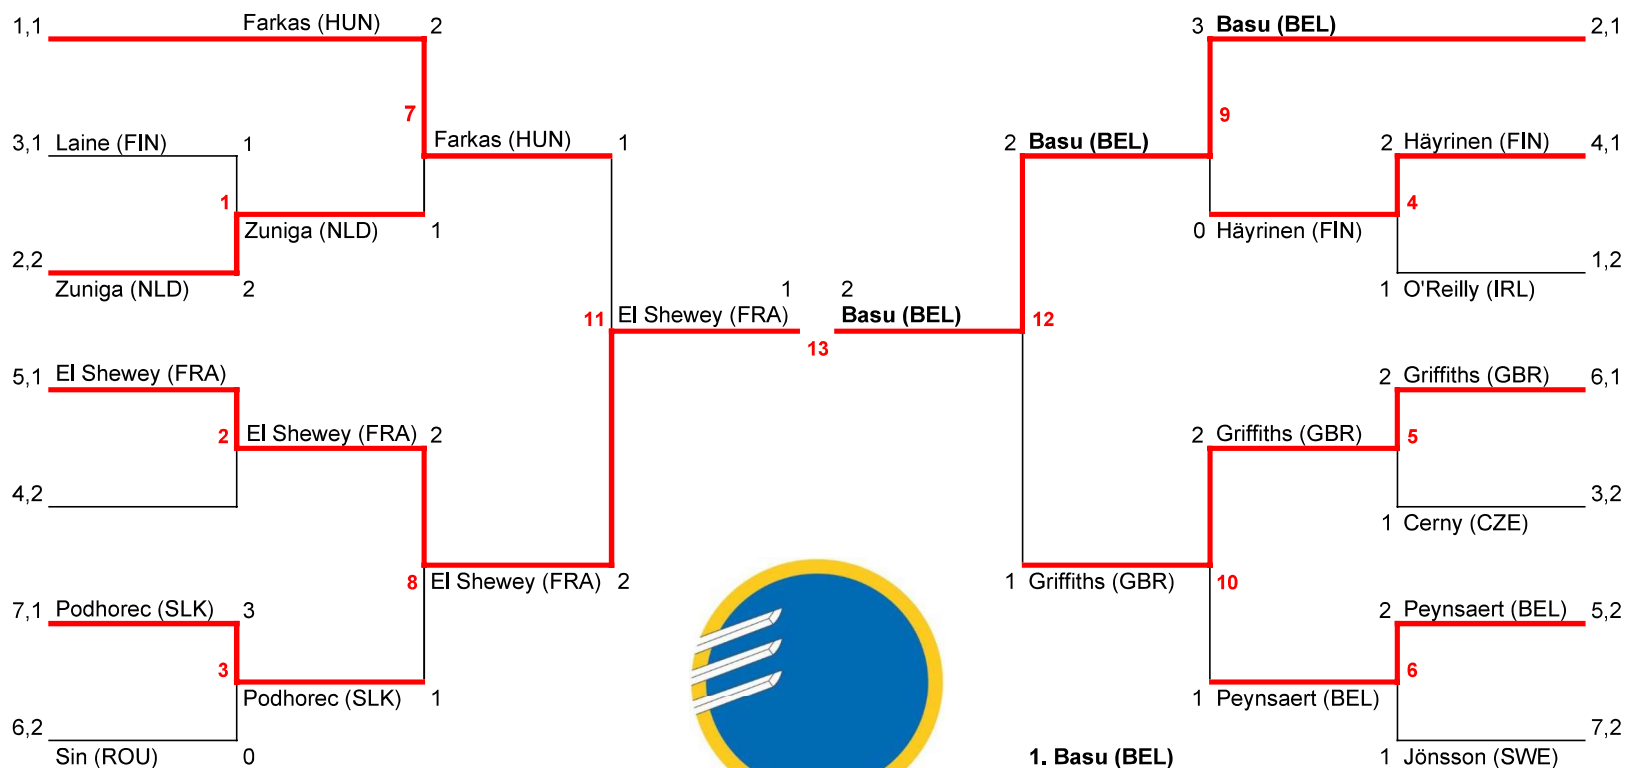 1,1 Farkas (HUN) 2 3 Basu (BEL) 2,1
7 9
3,1 Laine (FIN) 1 Farkas (HUN) 1 2 Basu (BEL) 2 Häyrinen (FIN) 4,1
1 4
Zuniga (NLD) 1 0 Häyrinen (FIN)
2,2 1,2
Zuniga (NLD) 2 1 2 1 O'Reilly (IRL)
11 El Shewey (FRA) Basu (BEL) 12
13
5,1 El Shewey (FRA) 2 Griffiths (GBR) 6,1
2 El Shewey (FRA) 2 2 Griffiths (GBR) 5
4,2 3,2
1 Cerny (CZE)
8 El Shewey (FRA) 2 1 Griffiths (GBR) 10
7,1 Podhorec (SLK) 3 2 Peynsaert (BEL) 5,2
3 6
Podhorec (SLK) 1 1 Peynsaert (BEL)
6,2 7,2
Sin (ROU) 0 1. Basu (BEL) 1 Jönsson (SWE)